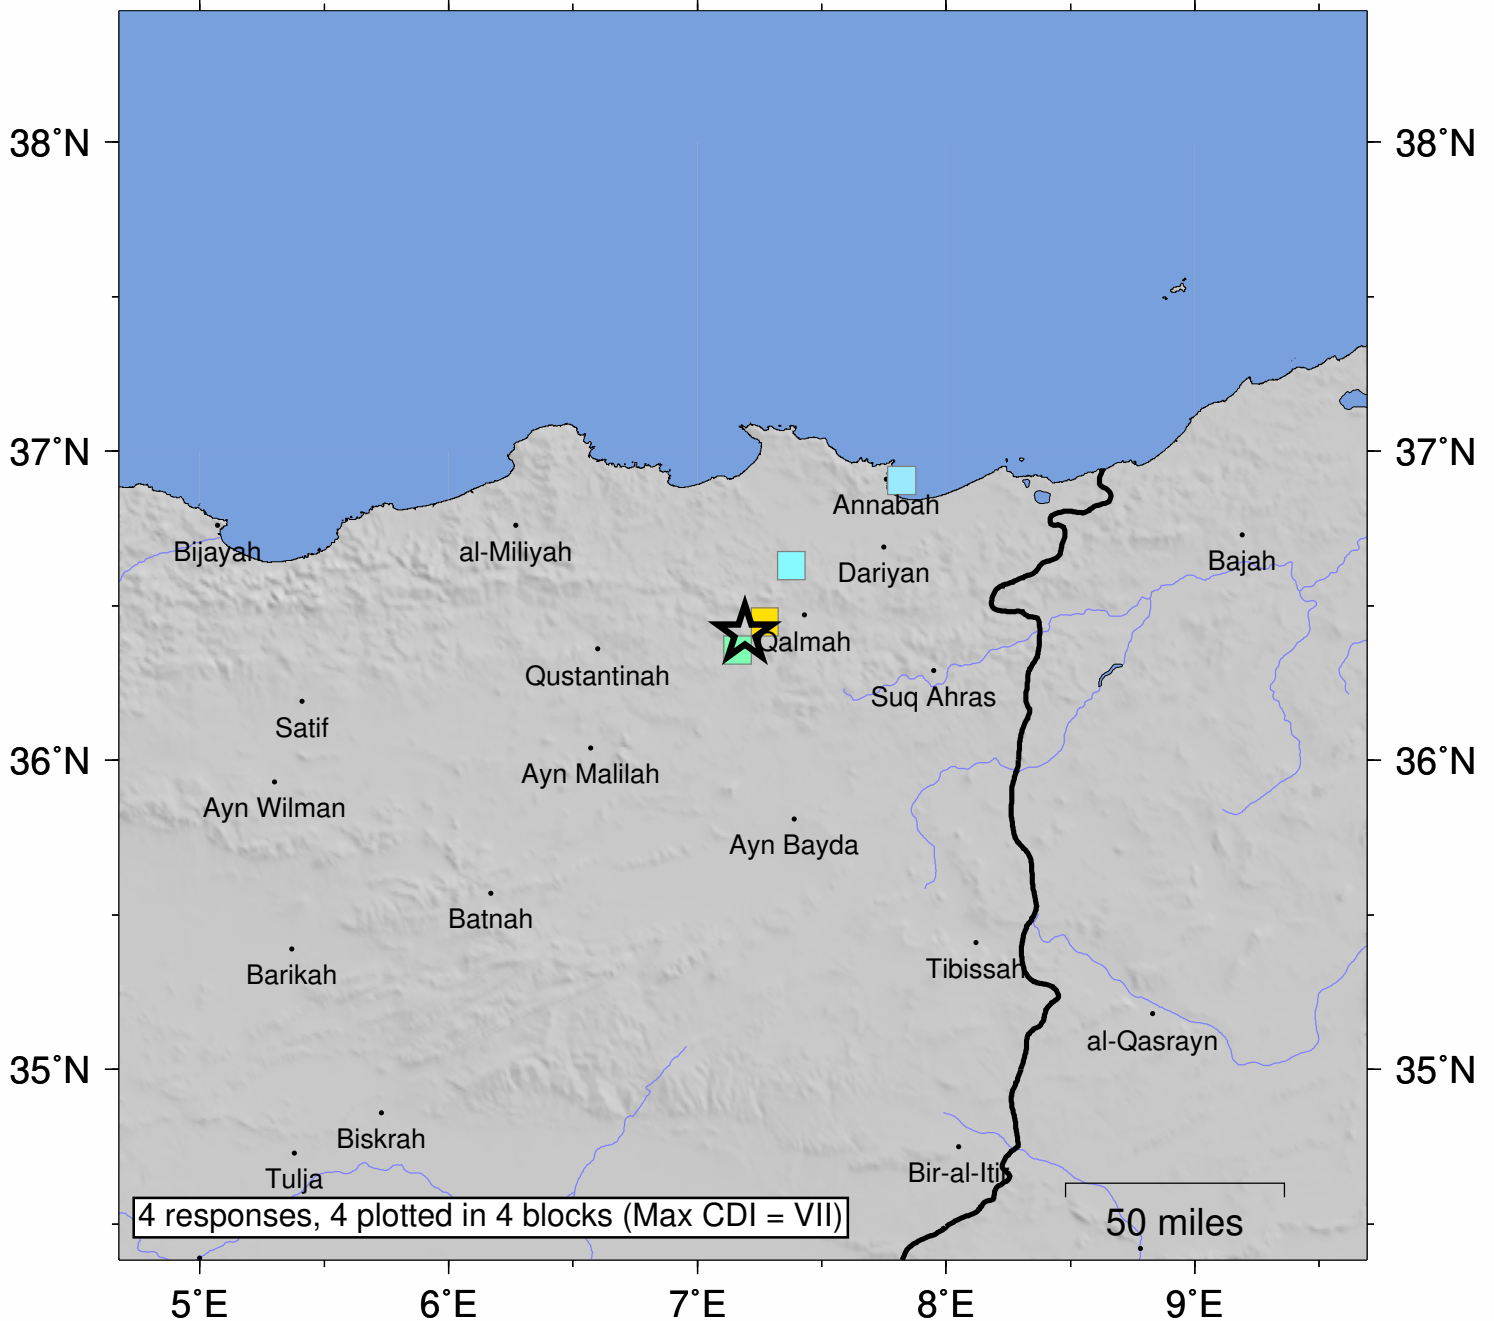 38°N
38°N
37°N
37°N
Annabah
Bijayah
al-Miliyah
Bajah
Dariyan
Qalmah
Qustantinah
Suq Ahras
Satif
36°N
36°N
Ayn Malilah
Ayn Wilman
Ayn Bayda
Batnah
Barikah
Tibissah
al-Qasrayn
35°N
35°N
Biskrah
Tulja
Bir-al-Itir
4 responses, 4 plotted in 4 blocks (Max CDI = VII)
50 miles
5°E
6°E
7°E
8°E
9°E